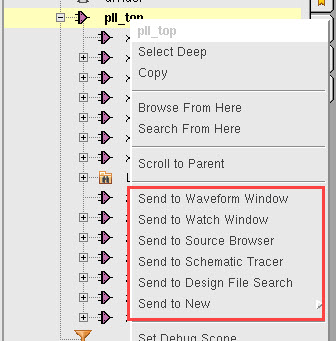 pll_top
pll_top
Select Deep
Copy
Browse From Here
Search From Here
Scroll to Parent
Send to Waveform Window
Send to Watch Window
Send to Source Browser
Send to Schematic Tracer
Send to Design File Search
Send to New
Set Debug Scope